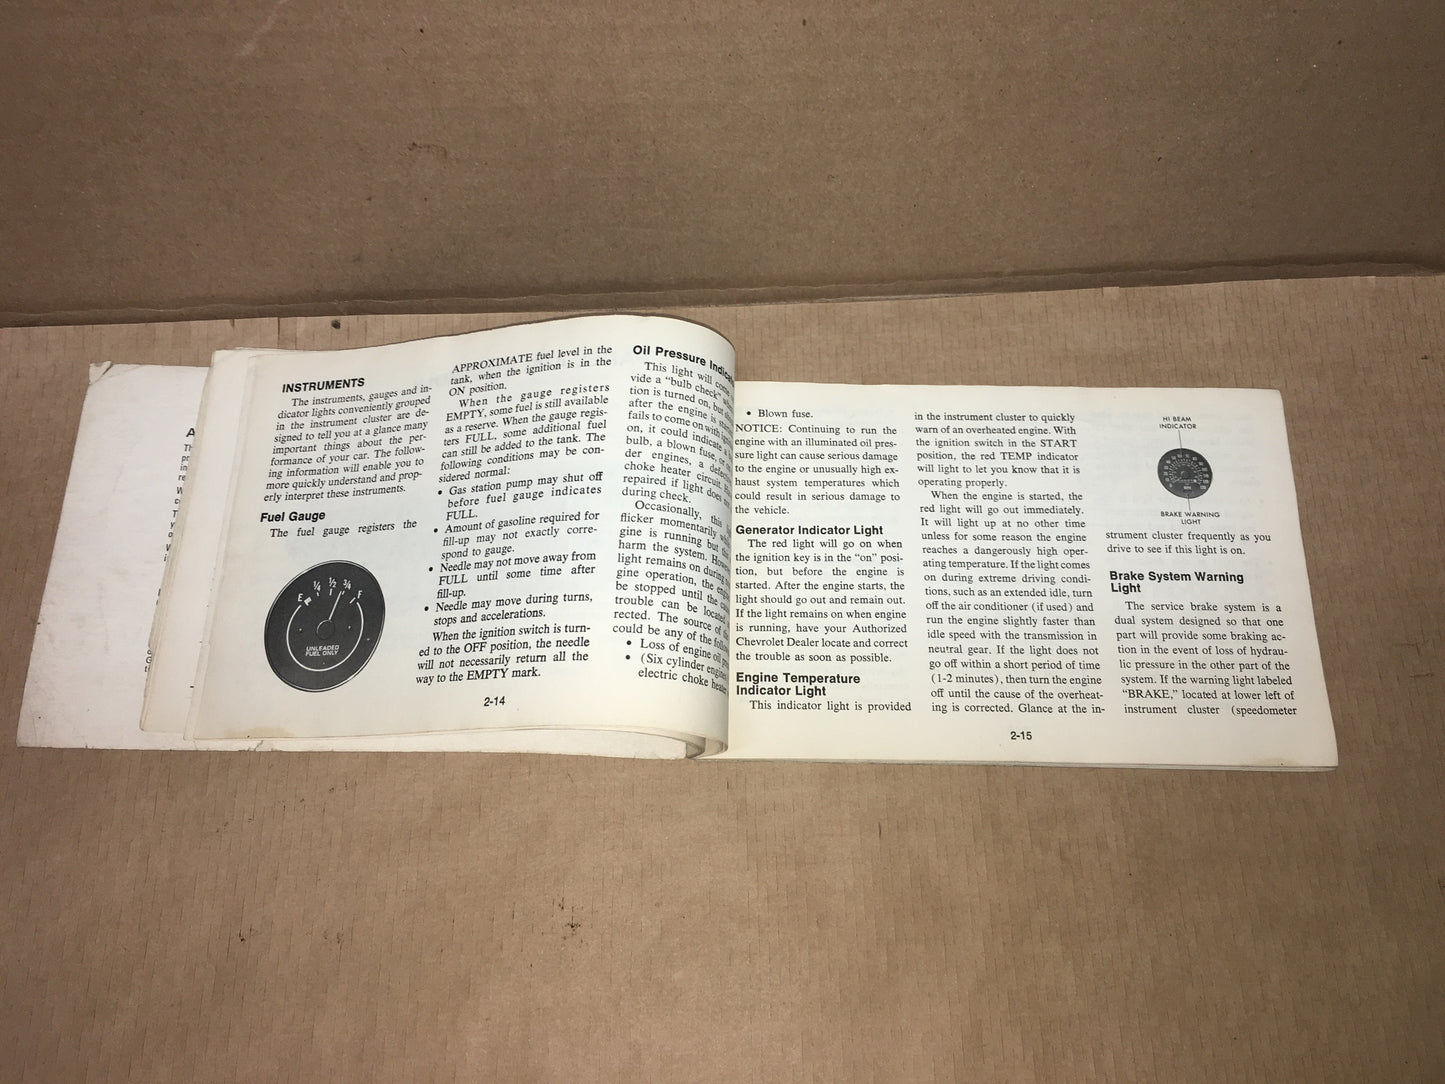 INSTRUMENTS
The instruments, gauges and in-
dicator lights conveniently grouped
in the instrument cluster are de-
signed to tell you at a glance many
important things about the per-
formance of your car. The follow-
ing information will enable you to
more quickly understand and prop-
erly interpret these instruments.
Fuel Gauge
The fuel gauge registers the
E ¼ ½ ¾ F
UNLEADED
FUEL ONLY
APPROXIMATE fuel level in the
tank, when the ignition is in the
ON position.
When the gauge registers
EMPTY, some fuel is still available
as a reserve. When the gauge regis-
ters FULL, some additional fuel
can still be added to the tank. The
following conditions may be con-
sidered normal:
• Gas station pump may shut off
before fuel gauge indicates
FULL.
• Amount of gasoline required for
fill-up may not exactly corre-
spond to gauge.
• Needle may not move away from
FULL until some time after
fill-up.
• Needle may move during turns,
stops and accelerations.
When the ignition switch is turn-
ed to the OFF position, the needle
will not necessarily return all the
way to the EMPTY mark.
2-14
Oil Pressure
This light will
vide a "bulb check"
tion is turned on, but
after the engine is
fails to come on with
on, it could indicate a
bulb, a blown fuse, or
der engines, a
choke heater circuit.
repaired if light does
during check.
Occasionally, this
flicker momentarily
gine is running but
harm the system.
light remains on during
gine operation, the
be stopped until the
trouble can be located
rected. The source of
could be any of the
• Loss of engine oil
• (Six cylinder engines
electric choke heater
• Blown fuse.
NOTICE: Continuing to run the
engine with an illuminated oil pres-
sure light can cause serious damage
to the engine or unusually high ex-
haust system temperatures which
could result in serious damage to
the vehicle.
Generator Indicator Light
The red light will go on when
the ignition key is in the "on" posi-
tion, but before the engine is
started. After the engine starts, the
light should go out and remain out.
If the light remains on when engine
is running, have your Authorized
Chevrolet Dealer locate and correct
the trouble as soon as possible.
Engine Temperature
Indicator Light
This indicator light is provided
in the instrument cluster to quickly
warn of an overheated engine. With
the ignition switch in the START
position, the red TEMP indicator
will light to let you know that it is
operating properly.
When the engine is started, the
red light will go out immediately.
It will light up at no other time
unless for some reason the engine
reaches a dangerously high oper-
ating temperature. If the light comes
on during extreme driving condi-
tions, such as an extended idle, turn
off the air conditioner (if used) and
run the engine slightly faster than
idle speed with the transmission in
neutral gear. If the light does not
go off within a short period of time
(1-2 minutes), then turn the engine
off until the cause of the overheat-
ing is corrected. Glance at the in-
2-15
HI BEAM
INDICATOR
BRAKE WARNING
LIGHT
strument cluster frequently as you
drive to see if this light is on.
Brake System Warning
Light
The service brake system is a
dual system designed so that one
part will provide some braking ac-
tion in the event of loss of hydrau-
lic pressure in the other part of the
system. If the warning light labeled
"BRAKE," located at lower left of
instrument cluster (speedometer